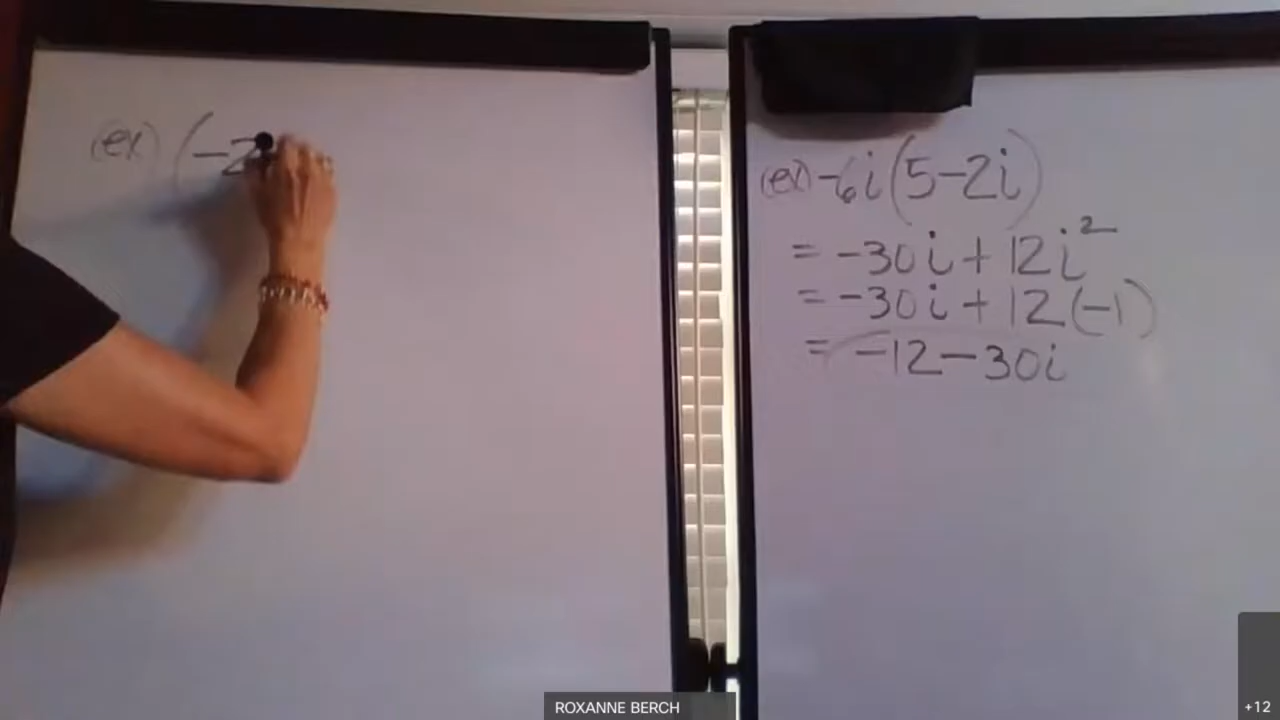 (ex) (-2
(ex) -6i(5-2i)
= -30i + 12i²
= -30i + 12(-1)
= -12 - 30i
ROXANNE BERCH
+12